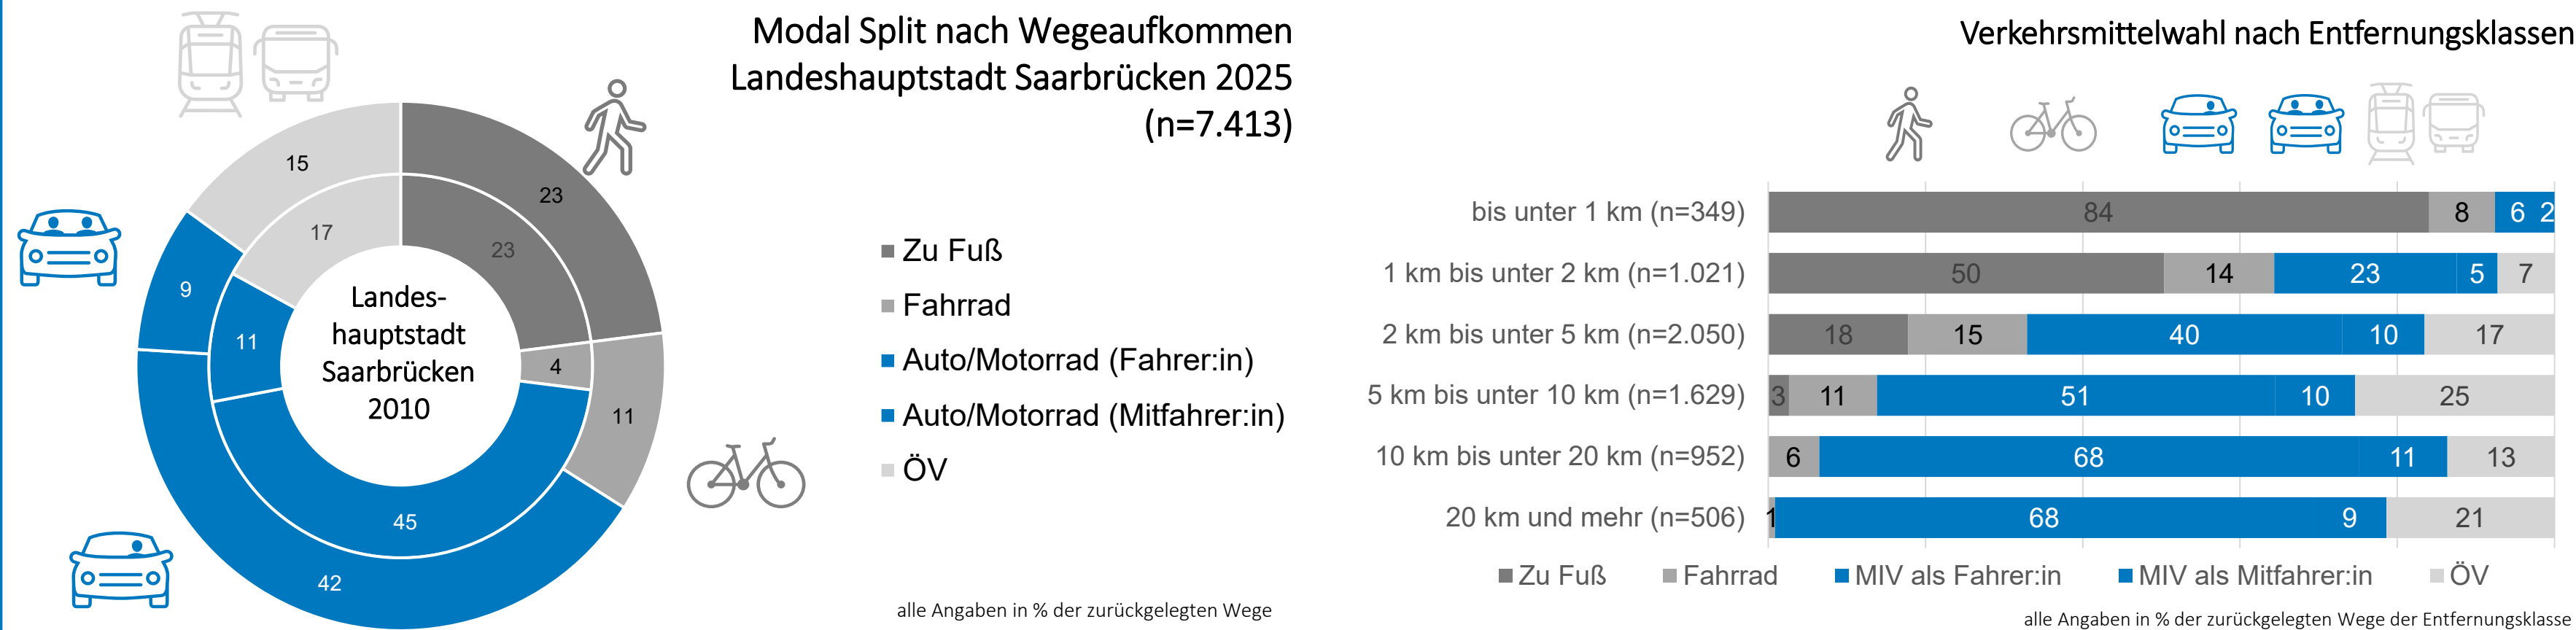 Modal Split nach Wegeaufkommen
Landeshauptstadt Saarbrücken 2025
(n=7.413)
15
23
17
23
9
11
4
11
45
42
Landes-
hauptstadt
Saarbrücken
2010
Zu Fuß
Fahrrad
Auto/Motorrad (Fahrer:in)
Auto/Motorrad (Mitfahrer:in)
ÖV
alle Angaben in % der zurückgelegten Wege
Verkehrsmittelwahl nach Entfernungsklassen
bis unter 1 km (n=349) 84 8 6 2
1 km bis unter 2 km (n=1.021) 50 14 23 5 7
2 km bis unter 5 km (n=2.050) 18 15 40 10 17
5 km bis unter 10 km (n=1.629) 3 11 51 10 25
10 km bis unter 20 km (n=952) 6 68 11 13
20 km und mehr (n=506) 1 68 9 21
Zu Fuß Fahrrad MIV als Fahrer:in MIV als Mitfahrer:in ÖV
alle Angaben in % der zurückgelegten Wege der Entfernungsklasse